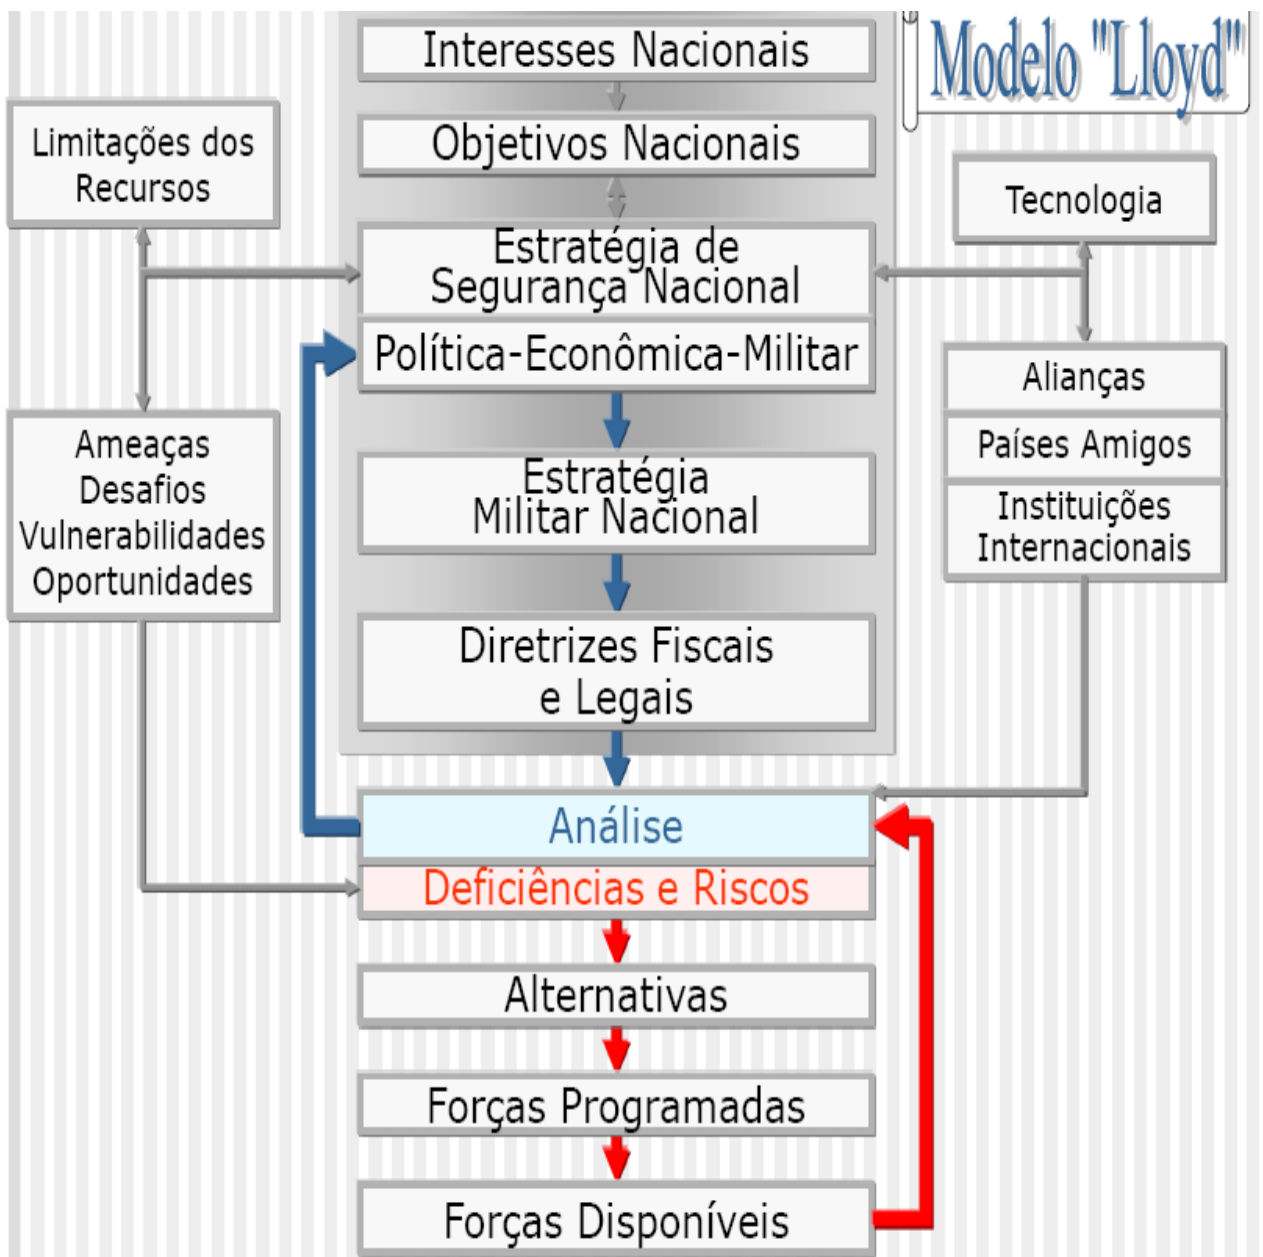 Modelo "Lloyd"
Interesses Nacionais
Objetivos Nacionais
Limitações dos
Recursos
Tecnologia
Estratégia de
Segurança Nacional
Política-Econômica-Militar
Alianças
Países Amigos
Instituições
Internacionais
Ameaças
Desafios
Vulnerabilidades
Oportunidades
Estratégia
Militar Nacional
Diretrizes Fiscais
e Legais
Análise
Deficiências e Riscos
Alternativas
Forças Programadas
Forças Disponíveis